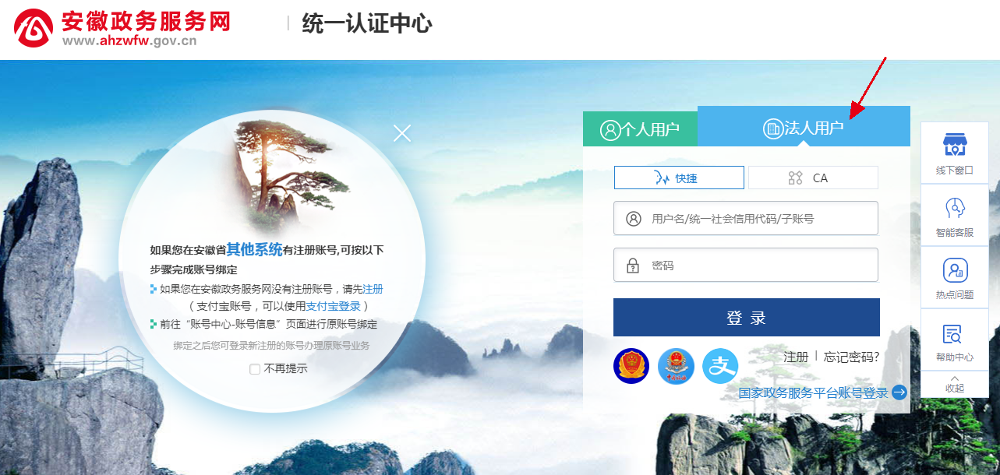 安徽政务服务网
www.ahzwfw.gov.cn
统一认证中心
如果您在安徽省其他系统有注册账号,可按以下
步骤完成账号绑定
如果您在安徽政务服务网没有注册账号，请先注册
（支付宝账号，可以使用支付宝登录）
前往“账号中心-账号信息”页面进行原账号绑定
绑定之后您可登录新注册的账号办理原账号业务
不再提示
个人用户
法人用户
快捷
CA
用户名/统一社会信用代码/子账号
密码
登 录
注册
忘记密码?
国家政务服务平台账号登录
线下窗口
智能客服
热点问题
帮助中心
收起